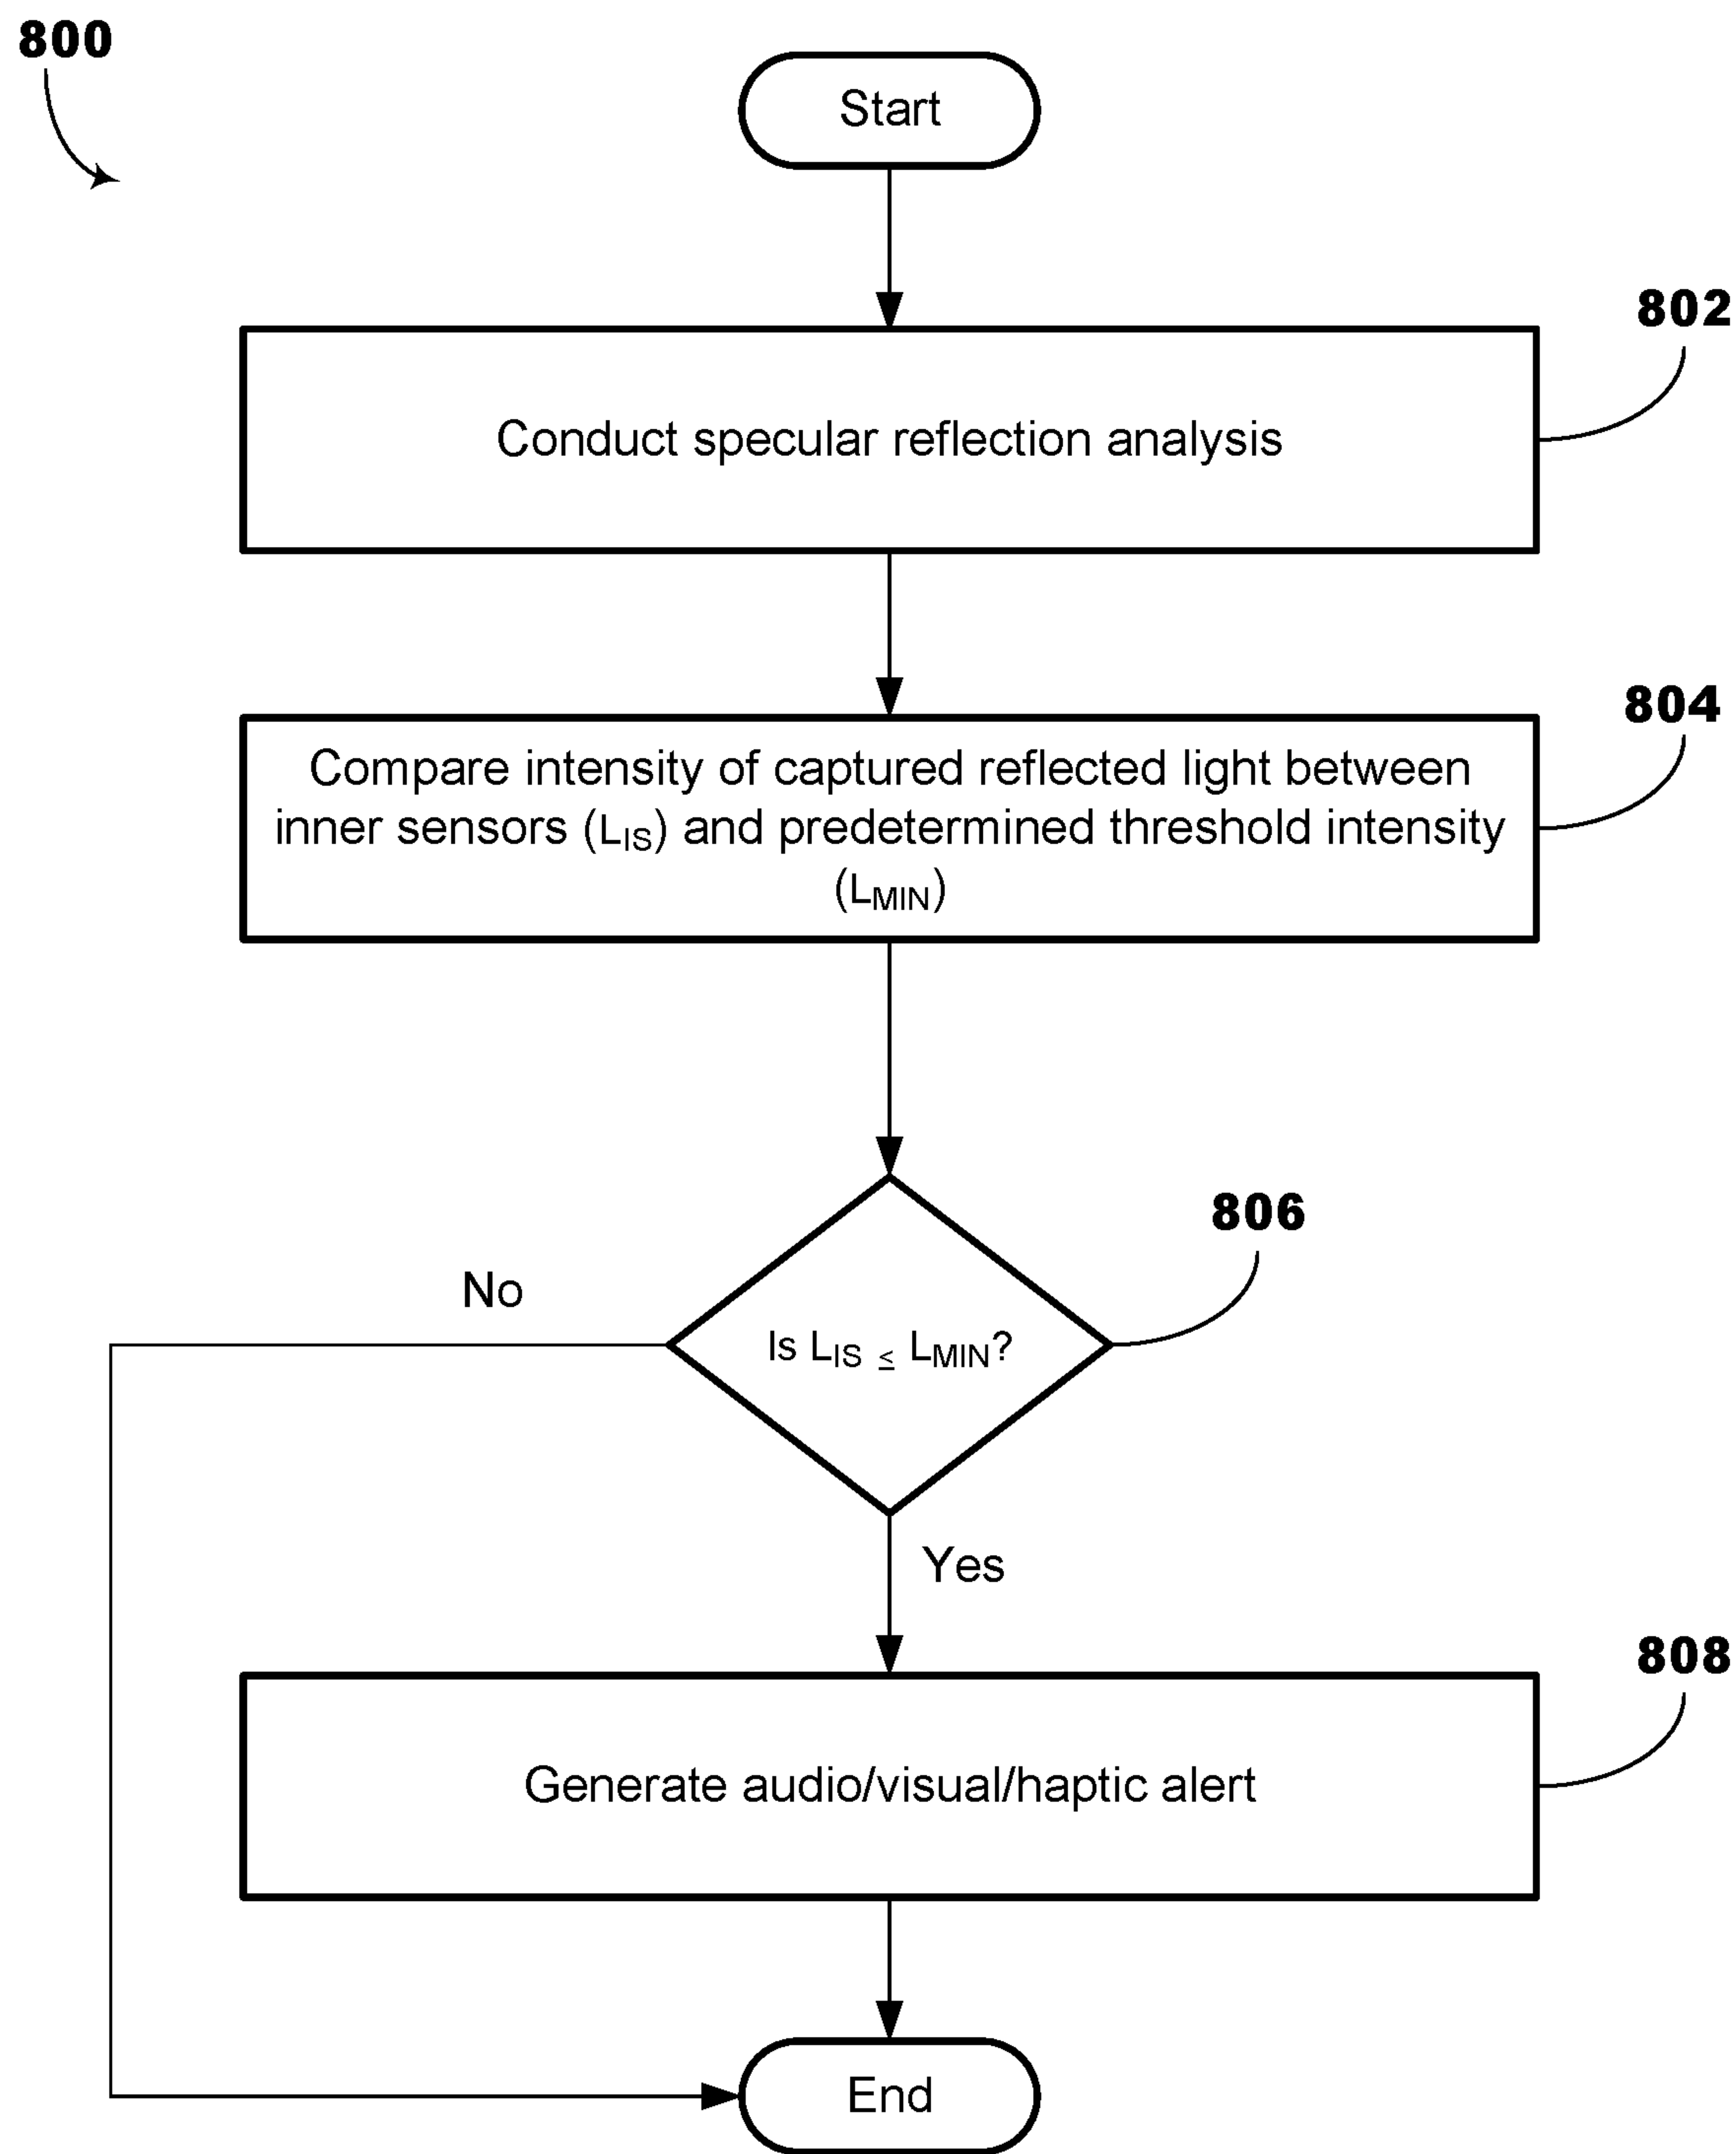 800
Start
802
Conduct specular reflection analysis
804
Compare intensity of captured reflected light between
inner sensors (LIS) and predetermined threshold intensity
(LMIN)
806
No
Is LIS ≤ LMIN?
Yes
808
Generate audio/visual/haptic alert
End